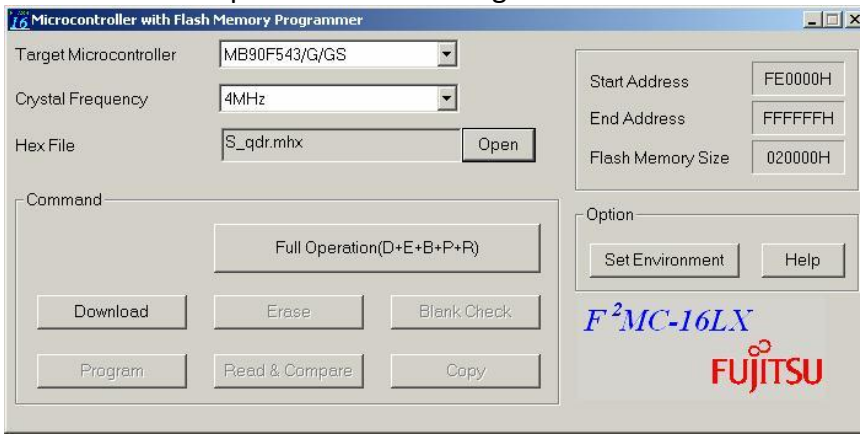 Microcontroller with Flash Memory Programmer
Target Microcontroller MB90F543/G/GS
Crystal Frequency 4MHz
Hex File S_qdr.mhx Open
Start Address FE0000H
End Address FFFFFFH
Flash Memory Size 020000H
Command
Full Operation(D+E+B+P+R)
Download Erase Blank Check
Program Read & Compare Copy
Option
Set Environment Help
F²MC-16LX
FUJITSU